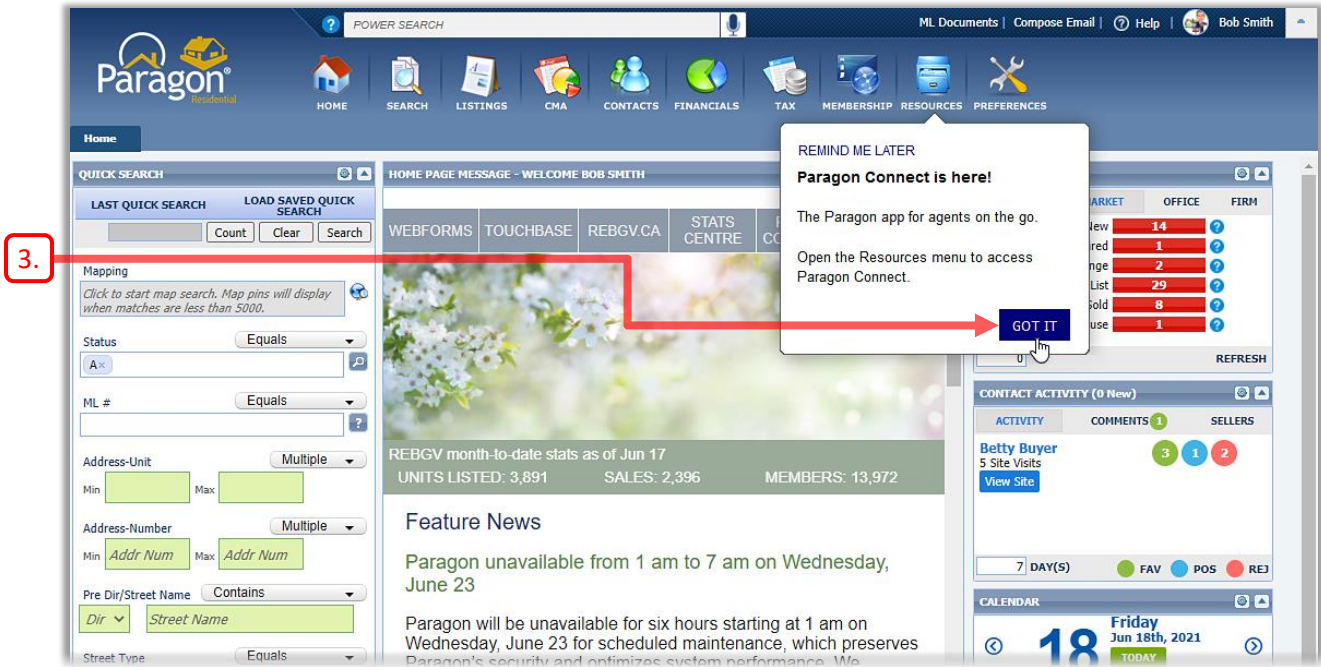 POWER SEARCH
ML Documents | Compose Email | Help | Bob Smith
Paragon®
Residential
HOME
SEARCH
LISTINGS
CMA
CONTACTS
FINANCIALS
TAX
MEMBERSHIP
RESOURCES
PREFERENCES
Home
REMIND ME LATER
Paragon Connect is here!
The Paragon app for agents on the go.
Open the Resources menu to access
Paragon Connect.
GOT IT
3.
QUICK SEARCH
LAST QUICK SEARCH
LOAD SAVED QUICK
SEARCH
Count Clear Search
Mapping
Click to start map search. Map pins will display
when matches are less than 5000.
Status Equals
A×
ML # Equals
Address-Unit Multiple
Min Max
Address-Number Multiple
Min Addr Num Max Addr Num
Pre Dir/Street Name Contains
Dir Street Name
Street Type Equals
HOME PAGE MESSAGE - WELCOME BOB SMITH
WEBFORMS TOUCHBASE REBGV.CA STATS
CENTRE
REBGV month-to-date stats as of Jun 17
UNITS LISTED: 3,891 SALES: 2,396 MEMBERS: 13,972
Feature News
Paragon unavailable from 1 am to 7 am on Wednesday,
June 23
Paragon will be unavailable for six hours starting at 1 am on
Wednesday, June 23 for scheduled maintenance, which preserves
Paragon's security and optimizes system performance. We
OFFICE FIRM
14
1
2
List 29
8
1
0 REFRESH
CONTACT ACTIVITY (0 New)
ACTIVITY COMMENTS 1 SELLERS
Betty Buyer
5 Site Visits
View Site
3 1 2
7 DAY(S) FAV POS REJ
CALENDAR
18
Friday
Jun 18th, 2021
TODAY